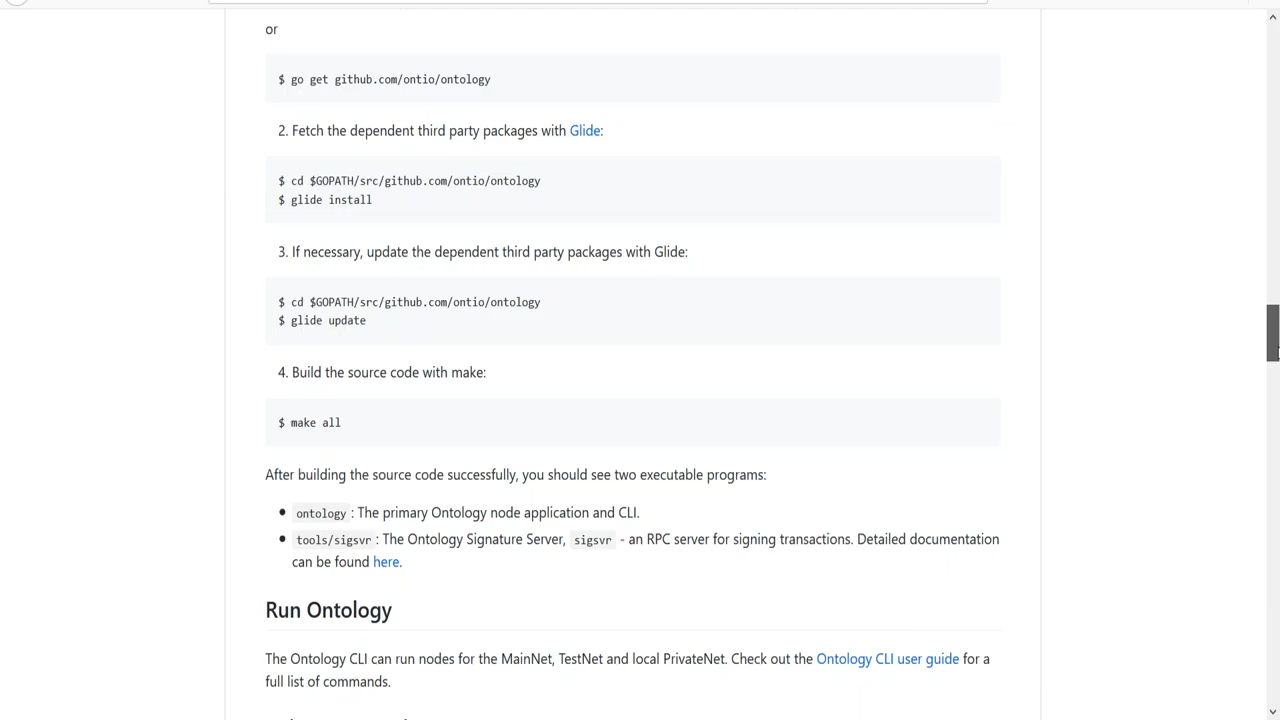 or
$ go get github.com/ontio/ontology
2. Fetch the dependent third party packages with Glide:
$ cd $GOPATH/src/github.com/ontio/ontology
$ glide install
3. If necessary, update the dependent third party packages with Glide:
$ cd $GOPATH/src/github.com/ontio/ontology
$ glide update
4. Build the source code with make:
$ make all
After building the source code successfully, you should see two executable programs:
• ontology : The primary Ontology node application and CLI.
• tools/sigsvr : The Ontology Signature Server, sigsvr - an RPC server for signing transactions. Detailed documentation
can be found here.
Run Ontology
The Ontology CLI can run nodes for the MainNet, TestNet and local PrivateNet. Check out the Ontology CLI user guide for a
full list of commands.